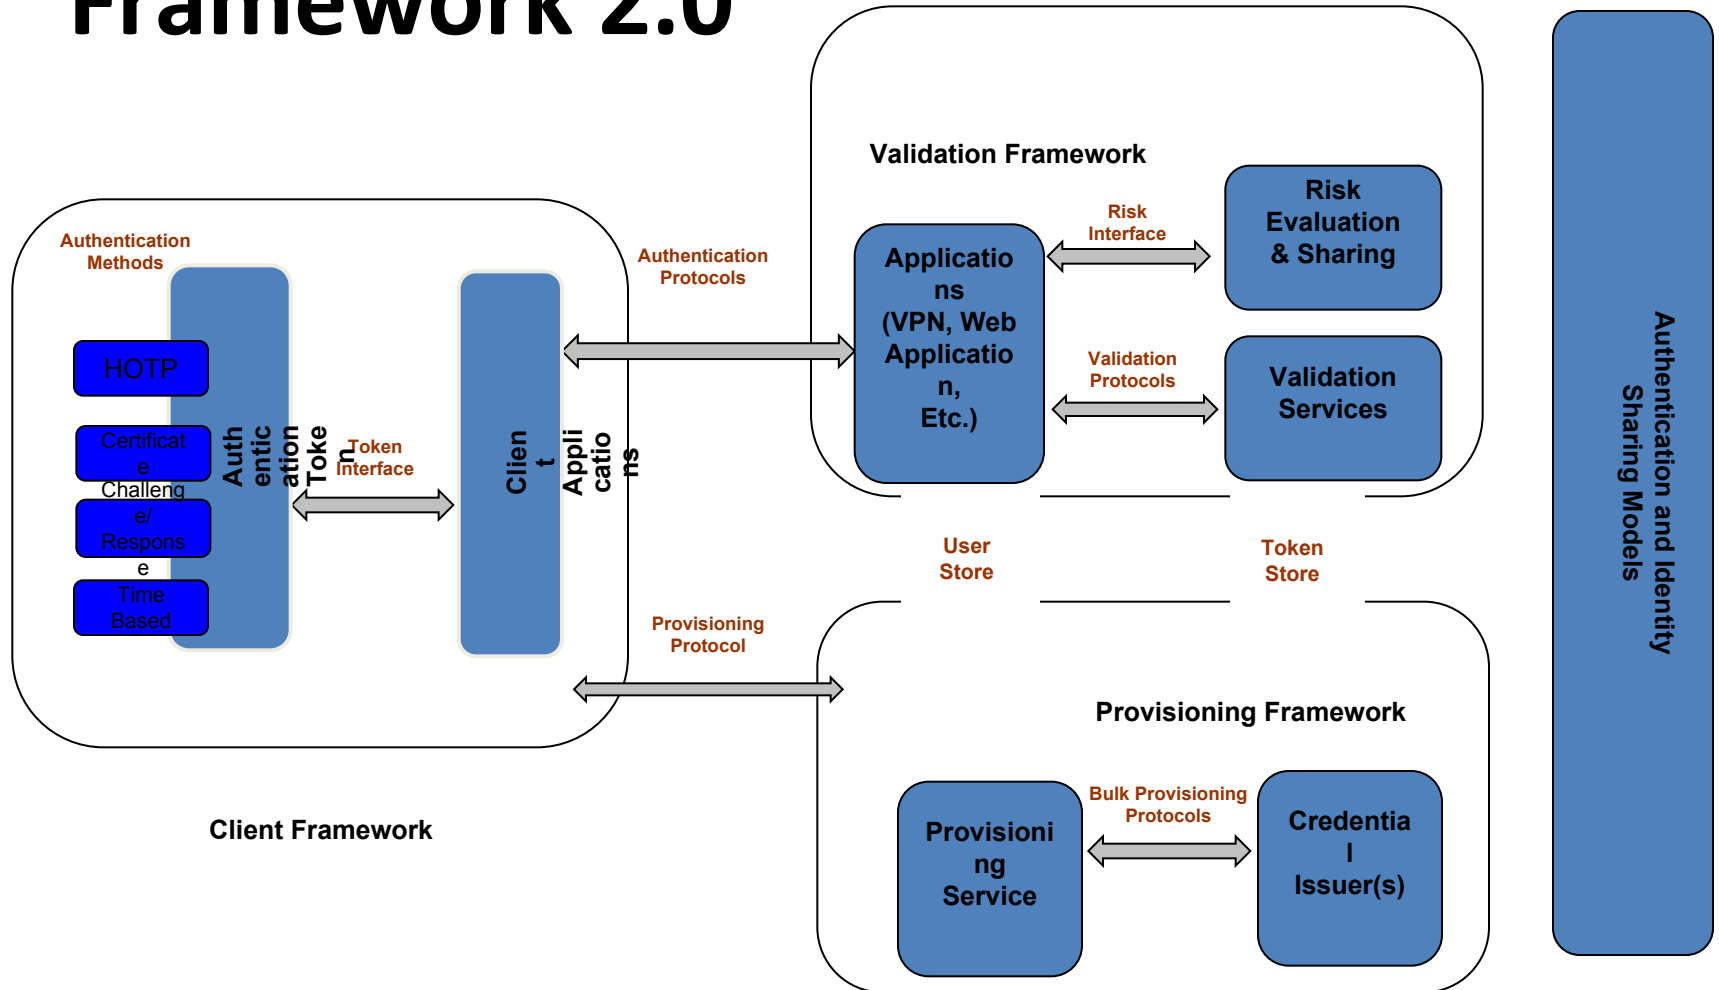 Framework 2.0
Validation Framework
Risk
Evaluation
& Sharing
Risk
Interface
Authentication
Methods
Authentication
Protocols
Applicatio
ns
(VPN, Web
Applicatio
n,
Etc.)
Validation
Protocols
Validation
Services
HOTP
Certificat
e
Challeng
e/
Respons
e
Time
Based
Auth
entic
ation
Toke
n
Token
Interface
Clien
t
Appli
catio
ns
User
Store
Token
Store
Provisioning
Protocol
Provisioning Framework
Provisioni
ng
Service
Bulk Provisioning
Protocols
Credentia
l
Issuer(s)
Client Framework
Authentication and Identity
Sharing Models